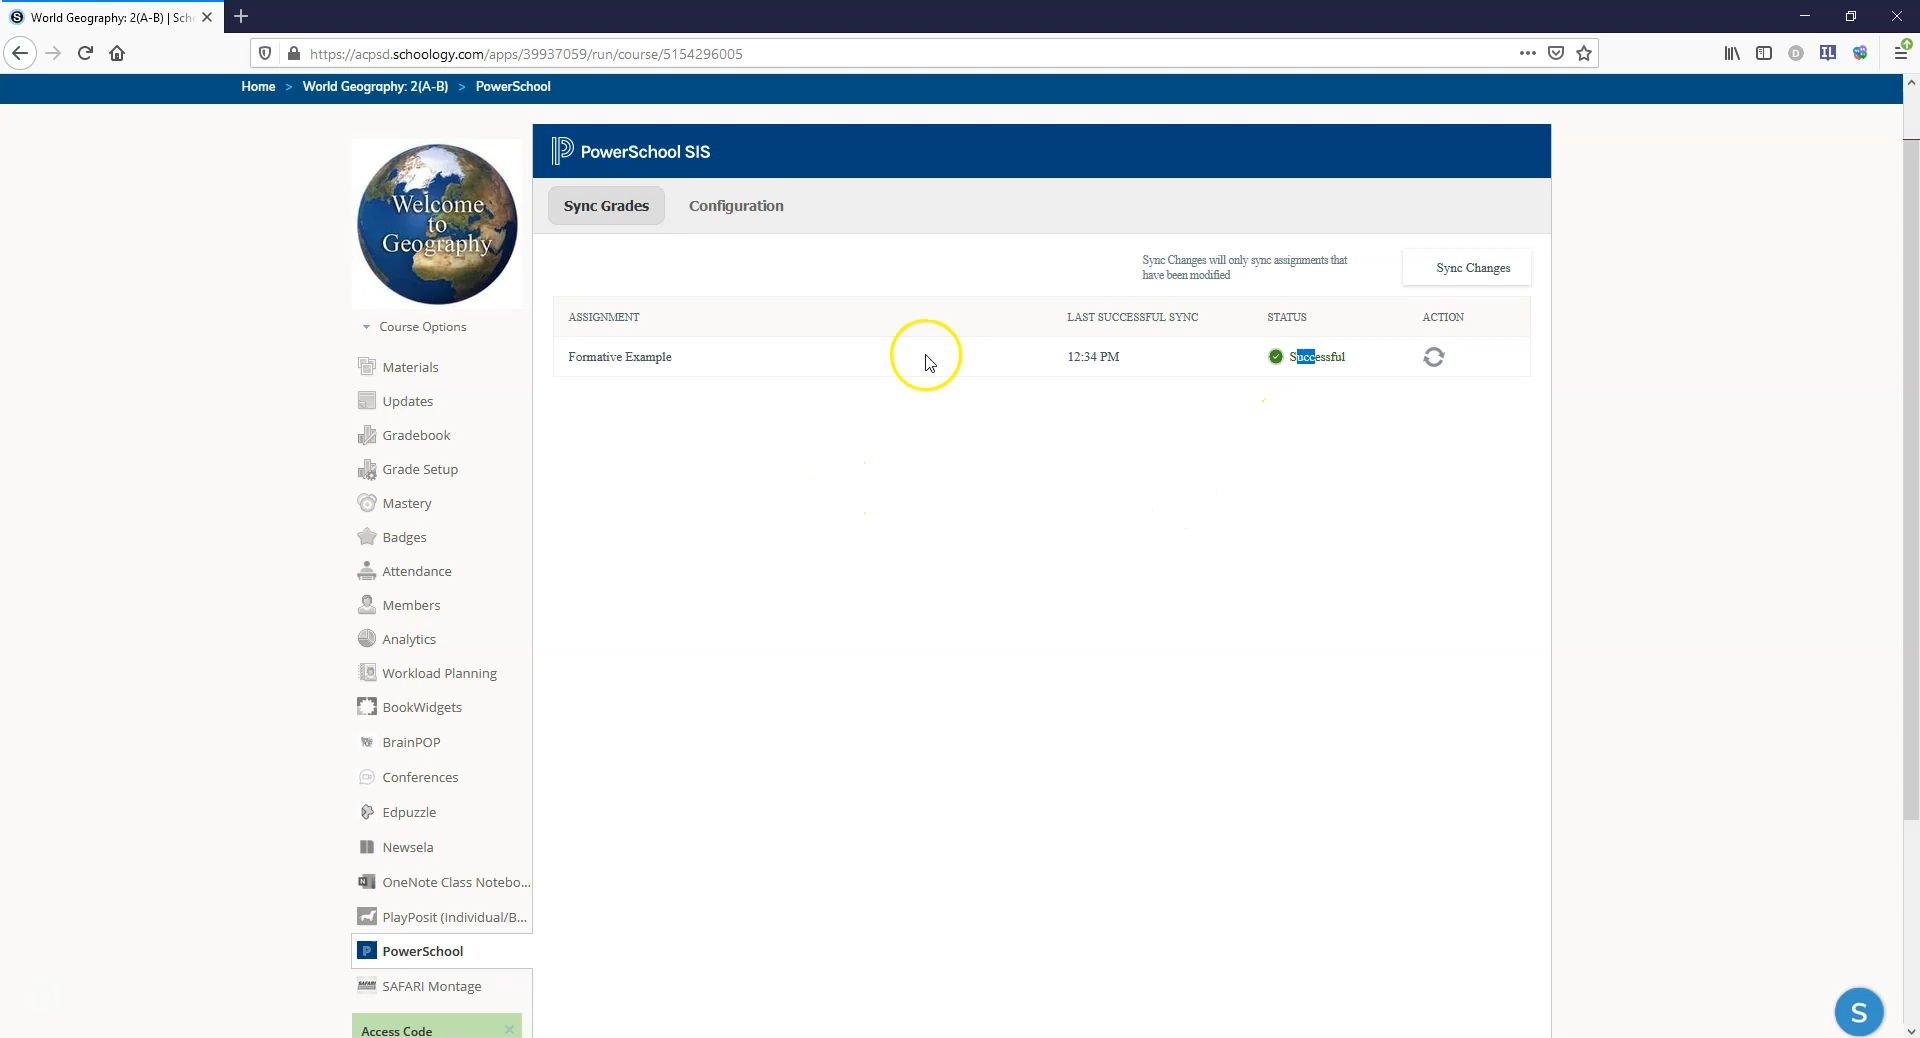 World Geography: 2(A-B) | Sch
https://acpsd.schoology.com/apps/39937059/run/course/5154296005
Home > World Geography: 2(A-B) > PowerSchool
Welcome
to
Geography
PowerSchool SIS
Sync Grades
Configuration
Sync Changes will only sync assignments that
have been modified
Sync Changes
ASSIGNMENT
LAST SUCCESSFUL SYNC
STATUS
ACTION
Formative Example
12:34 PM
Successful
Course Options
Materials
Updates
Gradebook
Grade Setup
Mastery
Badges
Attendance
Members
Analytics
Workload Planning
BookWidgets
BrainPOP
Conferences
Edpuzzle
Newsela
OneNote Class Notebo...
PlayPosit (Individual/B...
PowerSchool
SAFARI Montage
Access Code
S